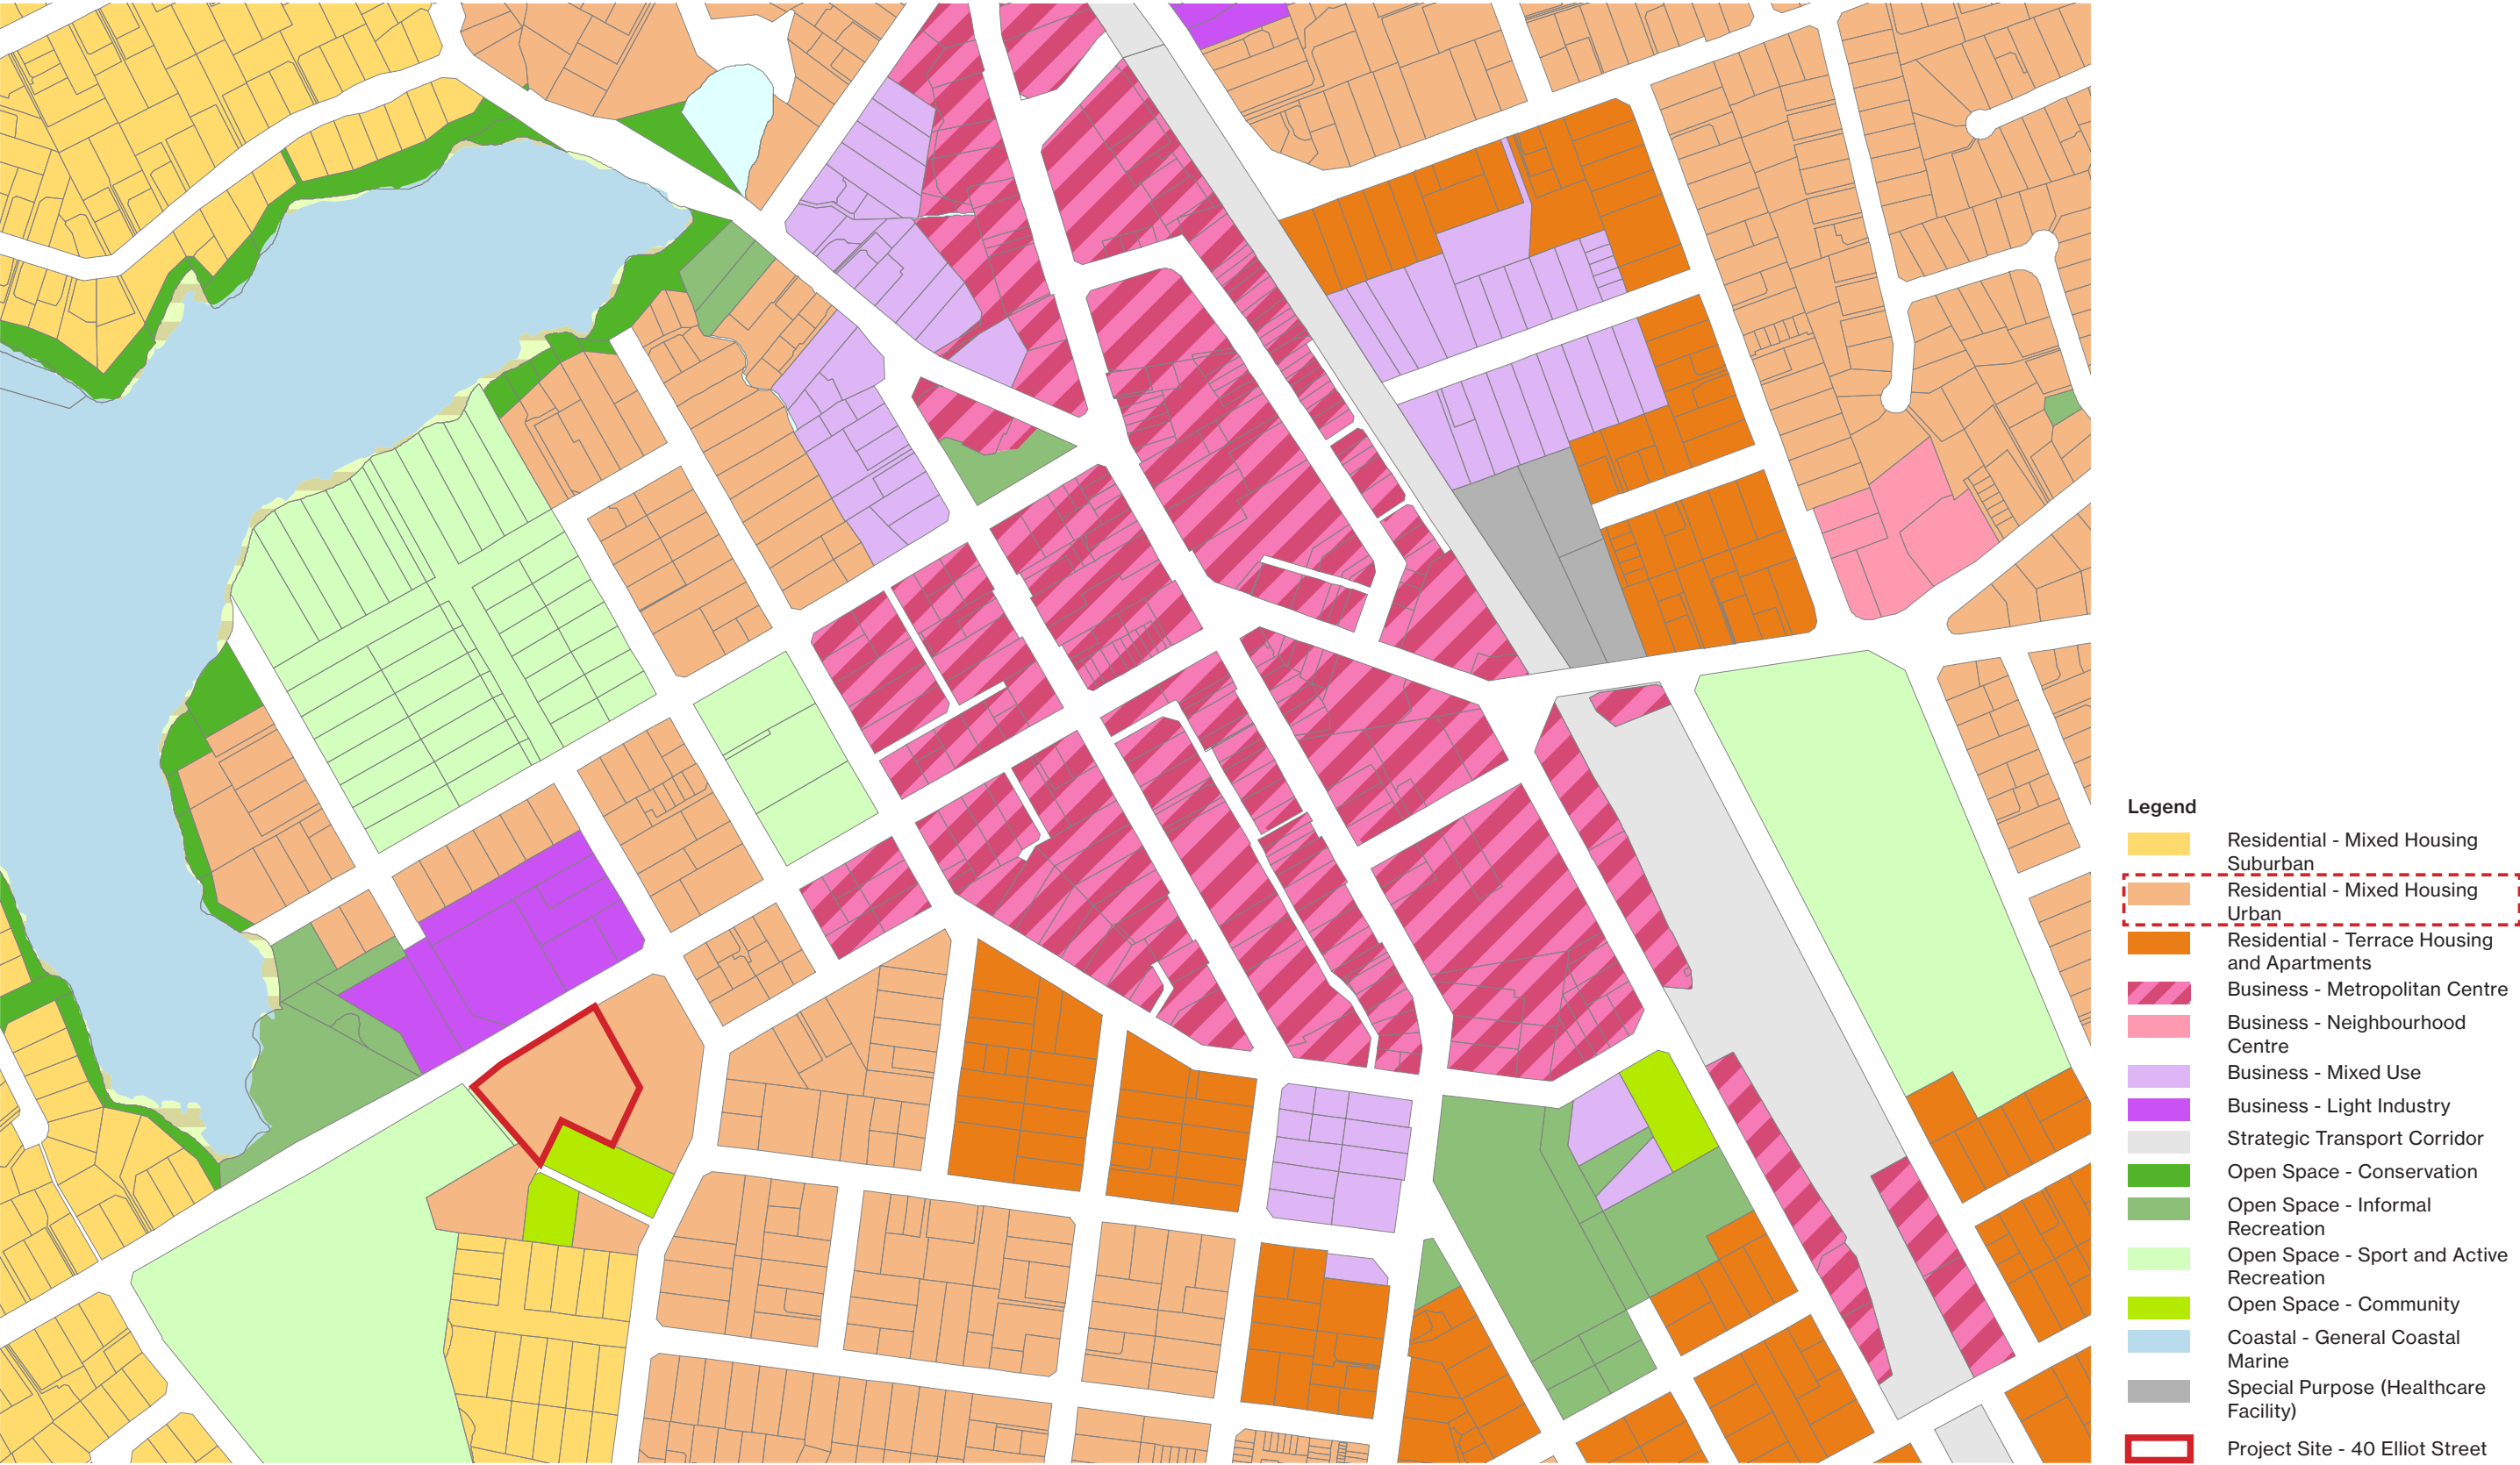 Legend
Residential - Mixed Housing
Suburban
Residential - Mixed Housing
Urban
Residential - Terrace Housing
and Apartments
Business - Metropolitan Centre
Business - Neighbourhood
Centre
Business - Mixed Use
Business - Light Industry
Strategic Transport Corridor
Open Space - Conservation
Open Space - Informal
Recreation
Open Space - Sport and Active
Recreation
Open Space - Community
Coastal - General Coastal
Marine
Special Purpose (Healthcare
Facility)
Project Site - 40 Elliot Street